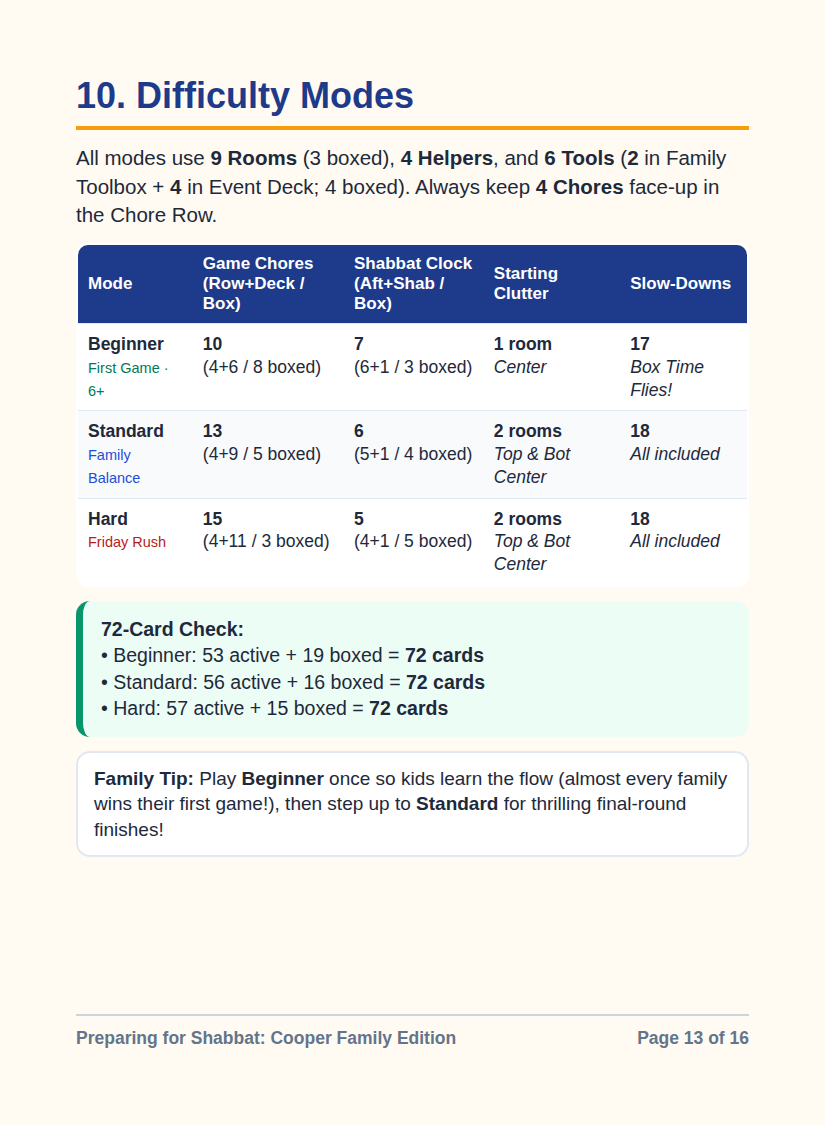 10. Difficulty Modes
All modes use 9 Rooms (3 boxed), 4 Helpers, and 6 Tools (2 in Family
Toolbox + 4 in Event Deck; 4 boxed). Always keep 4 Chores face-up in
the Chore Row.
Mode
Game Chores
(Row+Deck /
Box)
Shabbat Clock
(Aft+Shab /
Box)
Starting
Clutter
Slow-Downs
Beginner
First Game ·
6+
10
(4+6 / 8 boxed)
7
(6+1 / 3 boxed)
1 room
Center
17
Box Time
Flies!
Standard
Family
Balance
13
(4+9 / 5 boxed)
6
(5+1 / 4 boxed)
2 rooms
Top & Bot
Center
18
All included
Hard
Friday Rush
15
(4+11 / 3 boxed)
5
(4+1 / 5 boxed)
2 rooms
Top & Bot
Center
18
All included
72-Card Check:
• Beginner: 53 active + 19 boxed = 72 cards
• Standard: 56 active + 16 boxed = 72 cards
• Hard: 57 active + 15 boxed = 72 cards
Family Tip: Play Beginner once so kids learn the flow (almost every family
wins their first game!), then step up to Standard for thrilling final-round
finishes!
Preparing for Shabbat: Cooper Family Edition
Page 13 of 16